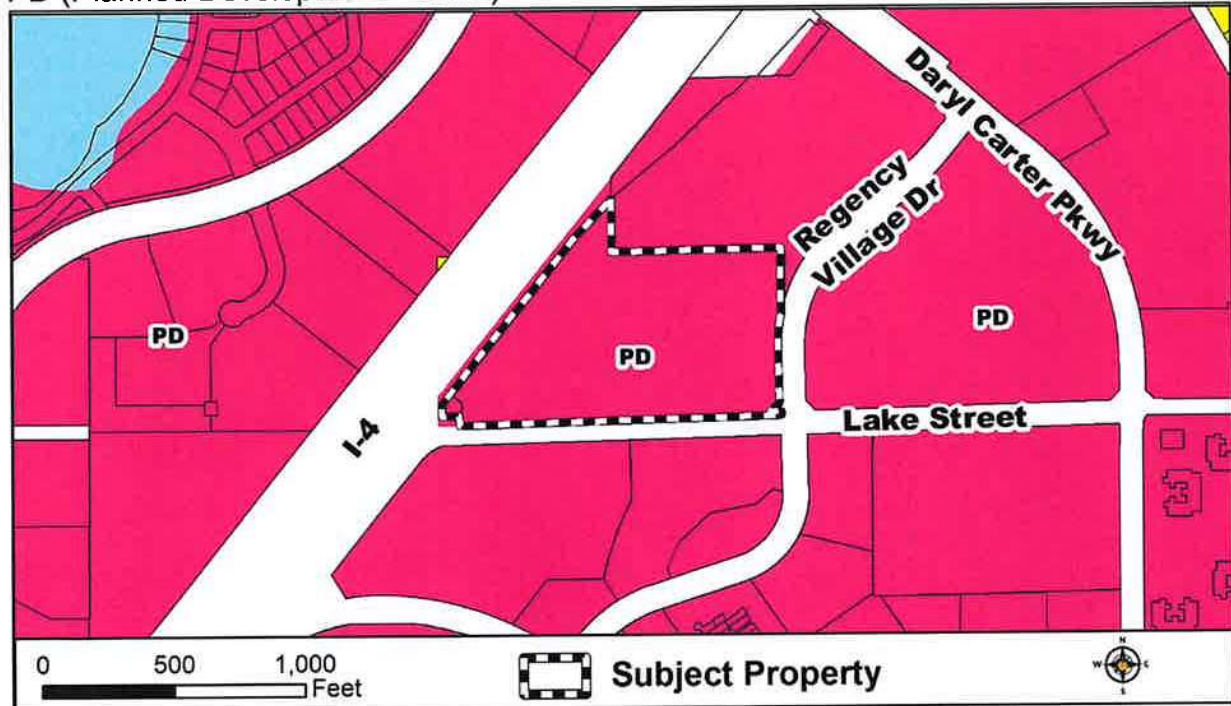 Daryl Carter Pkwy
Regency
Village Dr
PD
PD
PD
I-4
Lake Street
0 500 1,000
Feet
Subject Property
N
W E
S